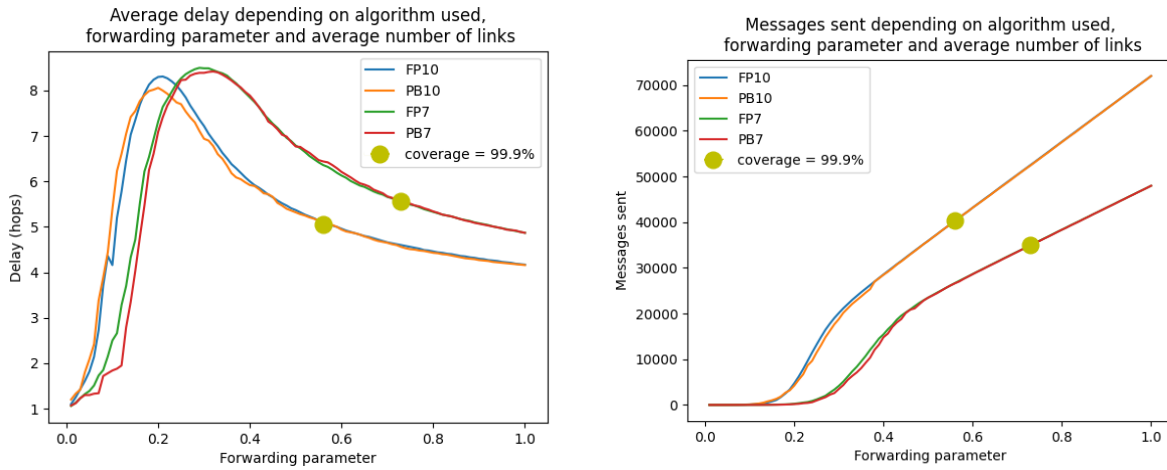 Average delay depending on algorithm used,
forwarding parameter and average number of links
8
7
6
5
4
3
2
1
Delay (hops)
FP10
PB10
FP7
PB7
coverage = 99.9%
0.0 0.2 0.4 0.6 0.8 1.0
Forwarding parameter
Messages sent depending on algorithm used,
forwarding parameter and average number of links
70000
60000
50000
40000
30000
20000
10000
0
Messages sent
FP10
PB10
FP7
PB7
coverage = 99.9%
0.0 0.2 0.4 0.6 0.8 1.0
Forwarding parameter